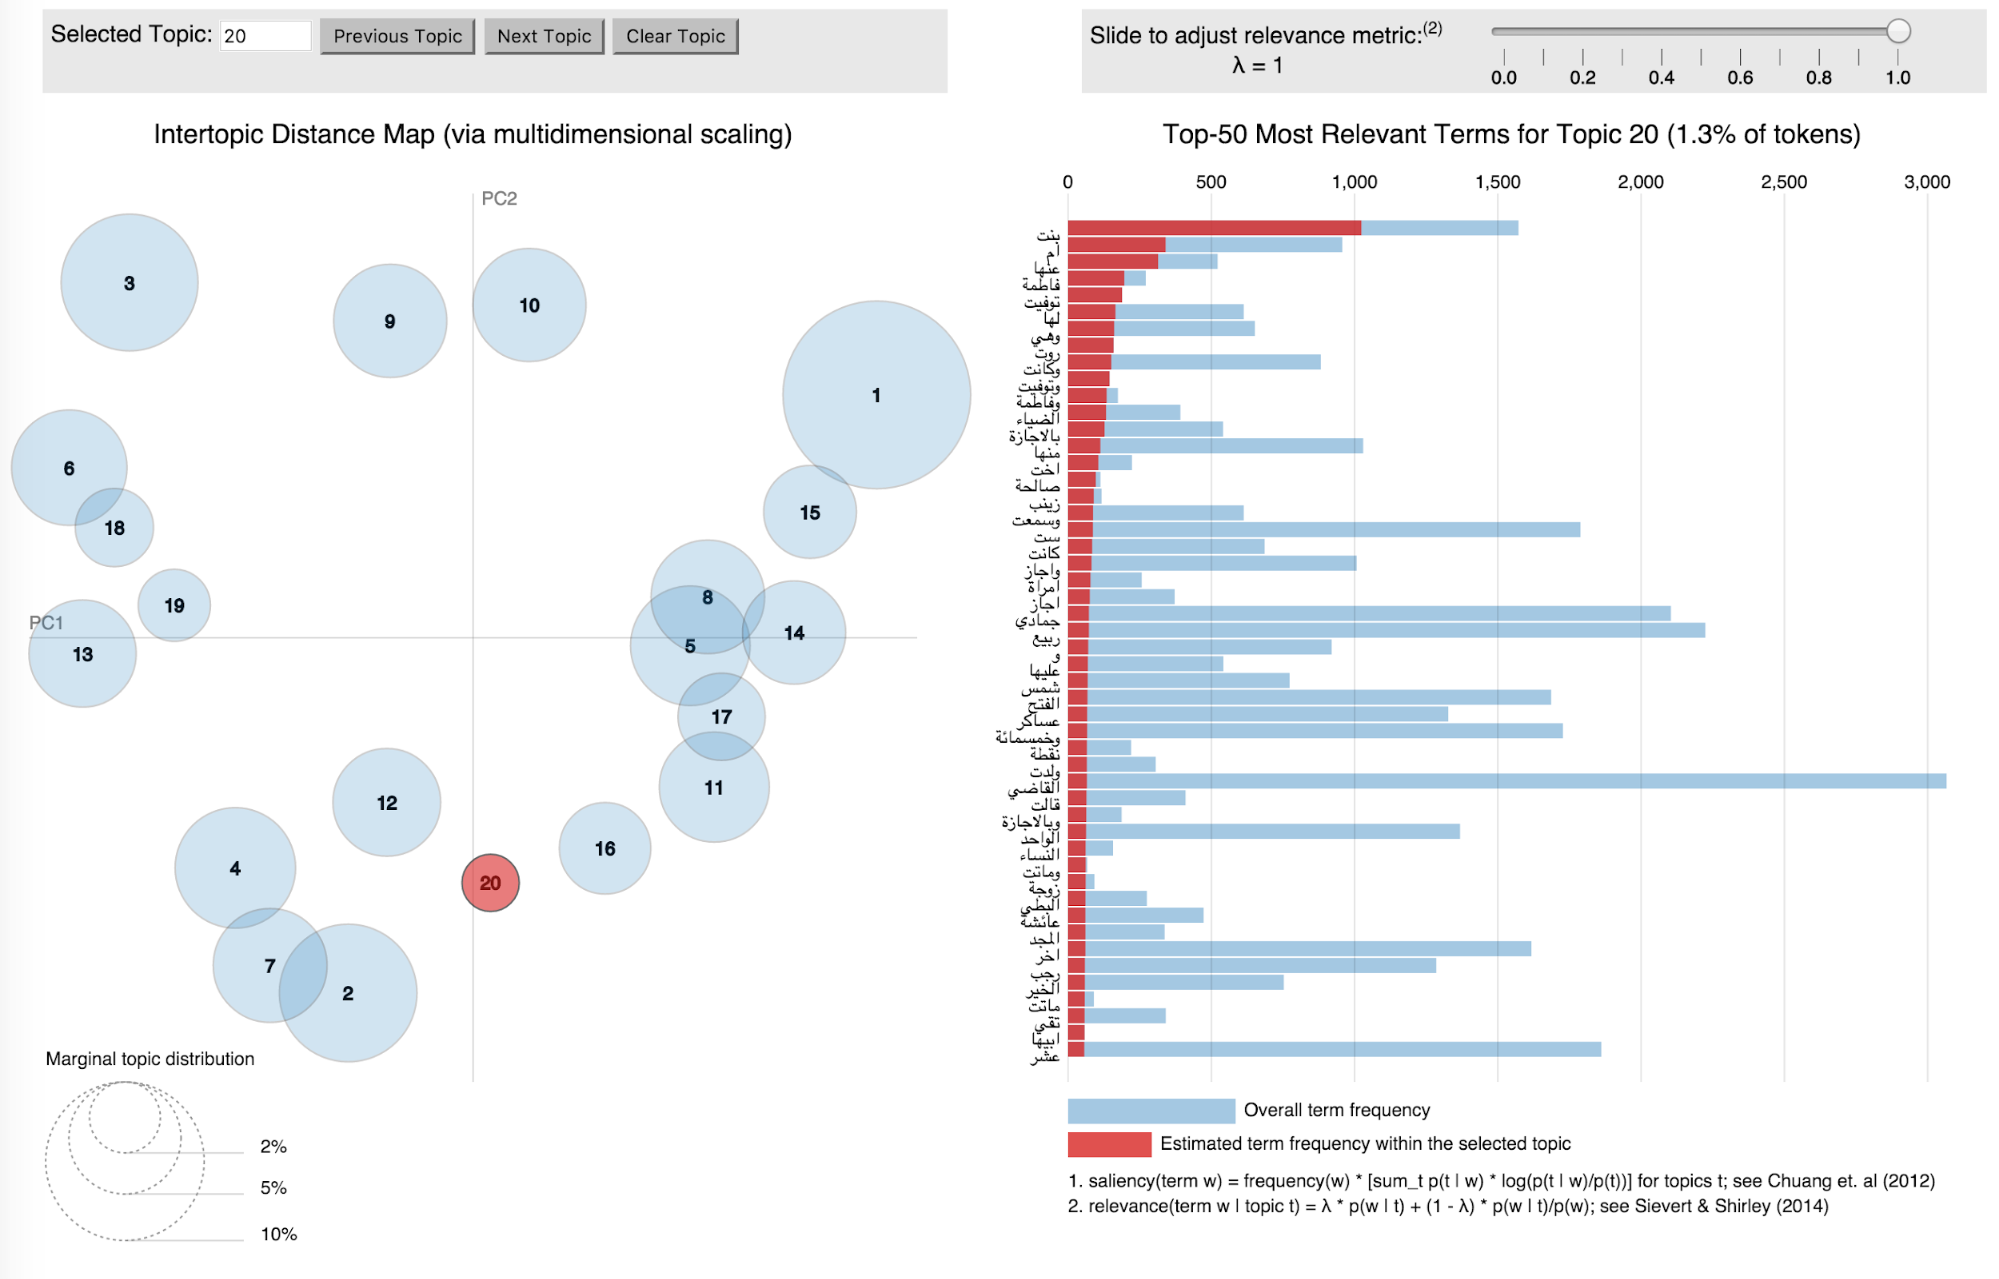 Selected Topic: 20 Previous Topic Next Topic Clear Topic
Slide to adjust relevance metric:(2)
λ = 1
0.0 0.2 0.4 0.6 0.8 1.0
Intertopic Distance Map (via multidimensional scaling)
PC2
3
9
10
1
6
18
15
19
8
PC1
13
14
5
17
11
12
16
4
20
7
2
Marginal topic distribution
2%
5%
10%
Top-50 Most Relevant Terms for Topic 20 (1.3% of tokens)
0 500 1,000 1,500 2,000 2,500 3,000
بنت
ام
عنها
فاطمة
توفيت
لها
وهي
روت
وكانت
وتوفيت
وفاطمة
الضياء
بالاجازة
منها
اخت
صالحة
زينب
وسمعت
ست
كانت
واجاز
امراة
اجاز
جمادي
ربيع
و
عليها
شمس
الفتح
عساكر
وخمسمائة
نقطة
ولدت
القاضي
قالت
وبالاجازة
الواحد
النساء
وماتت
زوجة
البطي
عائشة
المجد
اخر
رجب
الخير
ماتت
تقي
ابيها
عشر
Overall term frequency
Estimated term frequency within the selected topic
1. saliency(term w) = frequency(w) * [sum_t p(t | w) * log(p(t | w)/p(t))] for topics t; see Chuang et. al (2012)
2. relevance(term w | topic t) = λ * p(w | t) + (1 - λ) * p(w | t)/p(w); see Sievert & Shirley (2014)